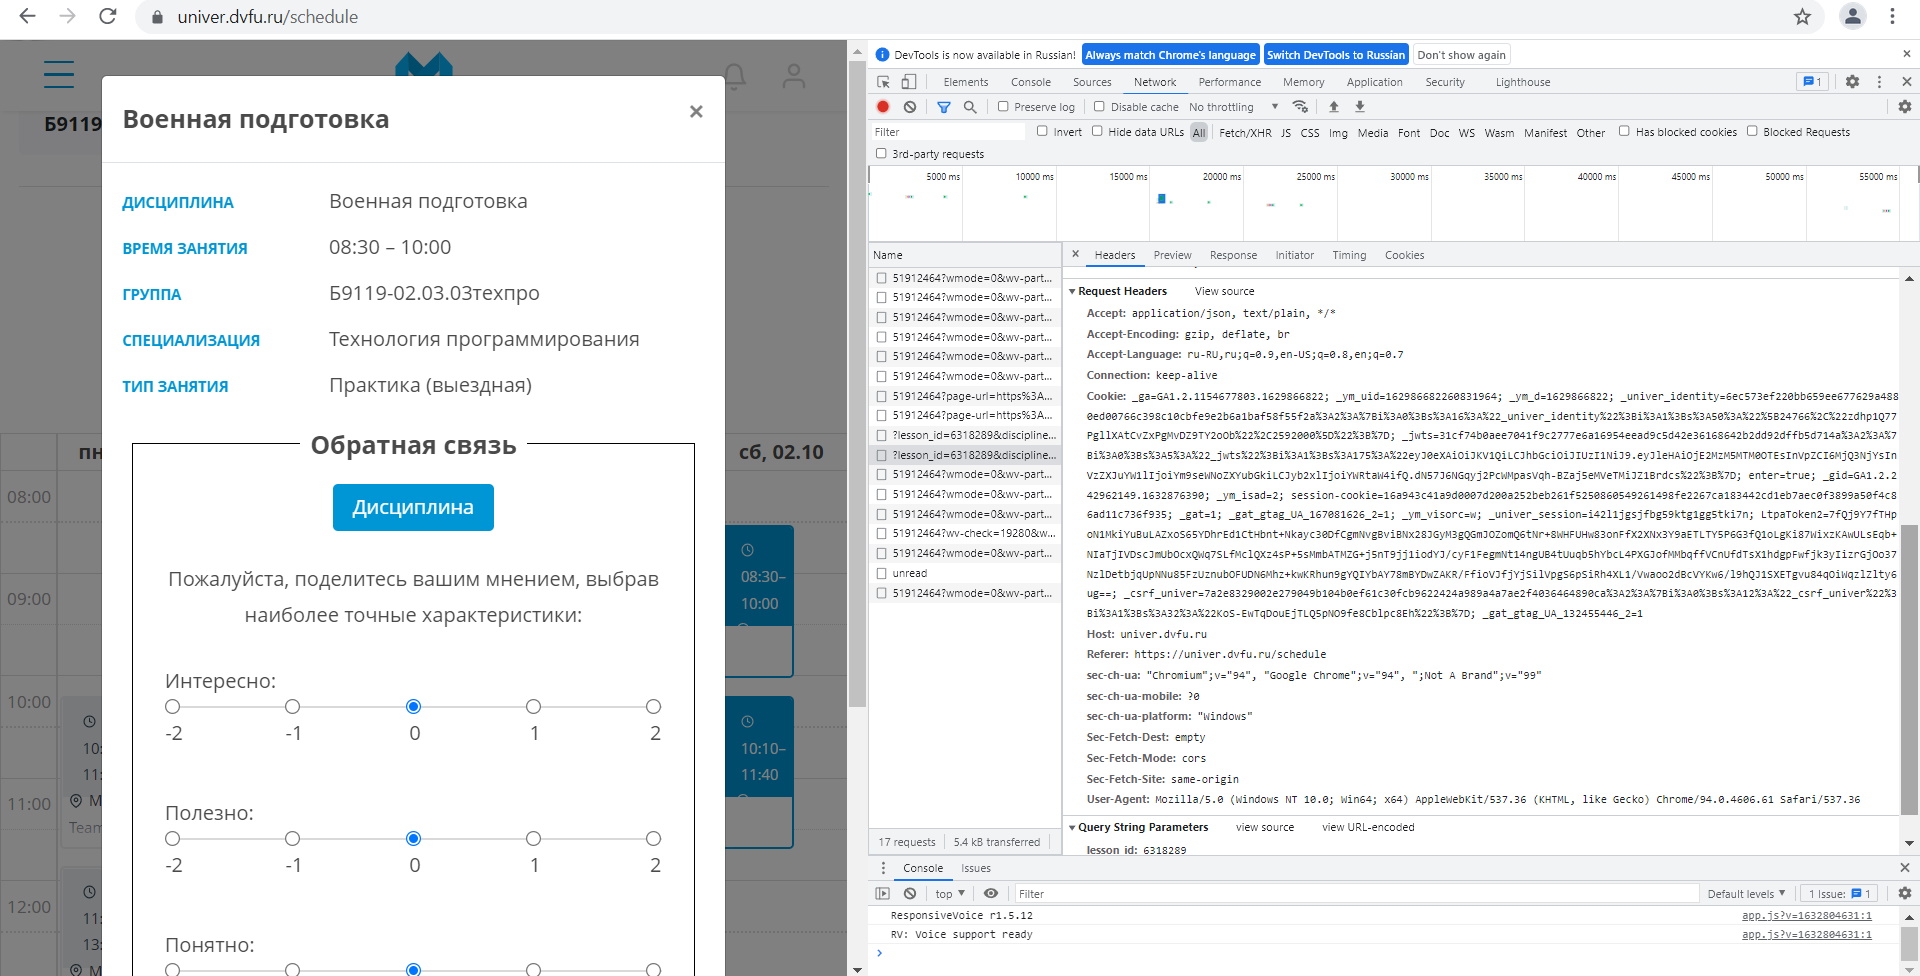 univer.dvfu.ru/schedule
Б9119
Военная подготовка
ДИСЦИПЛИНА Военная подготовка
ВРЕМЯ ЗАНЯТИЯ 08:30 – 10:00
ГРУППА Б9119-02.03.03техпро
СПЕЦИАЛИЗАЦИЯ Технология программирования
ТИП ЗАНЯТИЯ Практика (выездная)
Обратная связь
Дисциплина
Пожалуйста, поделитесь вашим мнением, выбрав
наиболее точные характеристики:
Интересно:
-2 -1 0 1 2
Полезно:
-2 -1 0 1 2
Понятно:
пн
сб, 02.10
08:00
09:00
10:00
11:00
12:00
10:
11:
M
Team
11:
13:
M
08:30–
10:00
10:10–
11:40
DevTools is now available in Russian! Always match Chrome's language Switch DevTools to Russian Don't show again
Elements Console Sources Network Performance Memory Application Security Lighthouse 1
Preserve log Disable cache No throttling
Filter Invert Hide data URLs All Fetch/XHR JS CSS Img Media Font Doc WS Wasm Manifest Other Has blocked cookies Blocked Requests
3rd-party requests
5000 ms 10000 ms 15000 ms 20000 ms 25000 ms 30000 ms 35000 ms 40000 ms 45000 ms 50000 ms 55000 ms
Name
51912464?wmode=0&wv-part...
51912464?wmode=0&wv-part...
51912464?wmode=0&wv-part...
51912464?wmode=0&wv-part...
51912464?wmode=0&wv-part...
51912464?wmode=0&wv-part...
51912464?page-url=https%3A...
51912464?page-url=https%3A...
?lesson_id=6318289&discipline...
?lesson_id=6318289&discipline...
51912464?wmode=0&wv-part...
51912464?wmode=0&wv-part...
51912464?wmode=0&wv-part...
51912464?wv-check=19280&w...
51912464?wmode=0&wv-part...
unread
51912464?wmode=0&wv-part...
17 requests 5.4 kB transferred
Headers Preview Response Initiator Timing Cookies
Request Headers View source
Accept: application/json, text/plain, */*
Accept-Encoding: gzip, deflate, br
Accept-Language: ru-RU,ru;q=0.9,en-US;q=0.8,en;q=0.7
Connection: keep-alive
Cookie: _ga=GA1.2.1154677803.1629866822;
Host: univer.dvfu.ru
Referer: https://univer.dvfu.ru/schedule
sec-ch-ua: "Chromium";v="94", "Google Chrome";v="94", ";Not A Brand";v="99"
sec-ch-ua-mobile: ?0
sec-ch-ua-platform: "Windows"
Sec-Fetch-Dest: empty
Sec-Fetch-Mode: cors
Sec-Fetch-Site: same-origin
User-Agent: Mozilla/5.0 (Windows NT 10.0; Win64; x64) AppleWebKit/537.36 (KHTML, like Gecko) Chrome/94.0.4606.61 Safari/537.36
Query String Parameters view source view URL-encoded
lesson_id: 6318289
Console Issues
top Filter Default levels 1 Issue: 1
ResponsiveVoice r1.5.12 app.js?v=1632804631:1
RV: Voice support ready app.js?v=1632804631:1